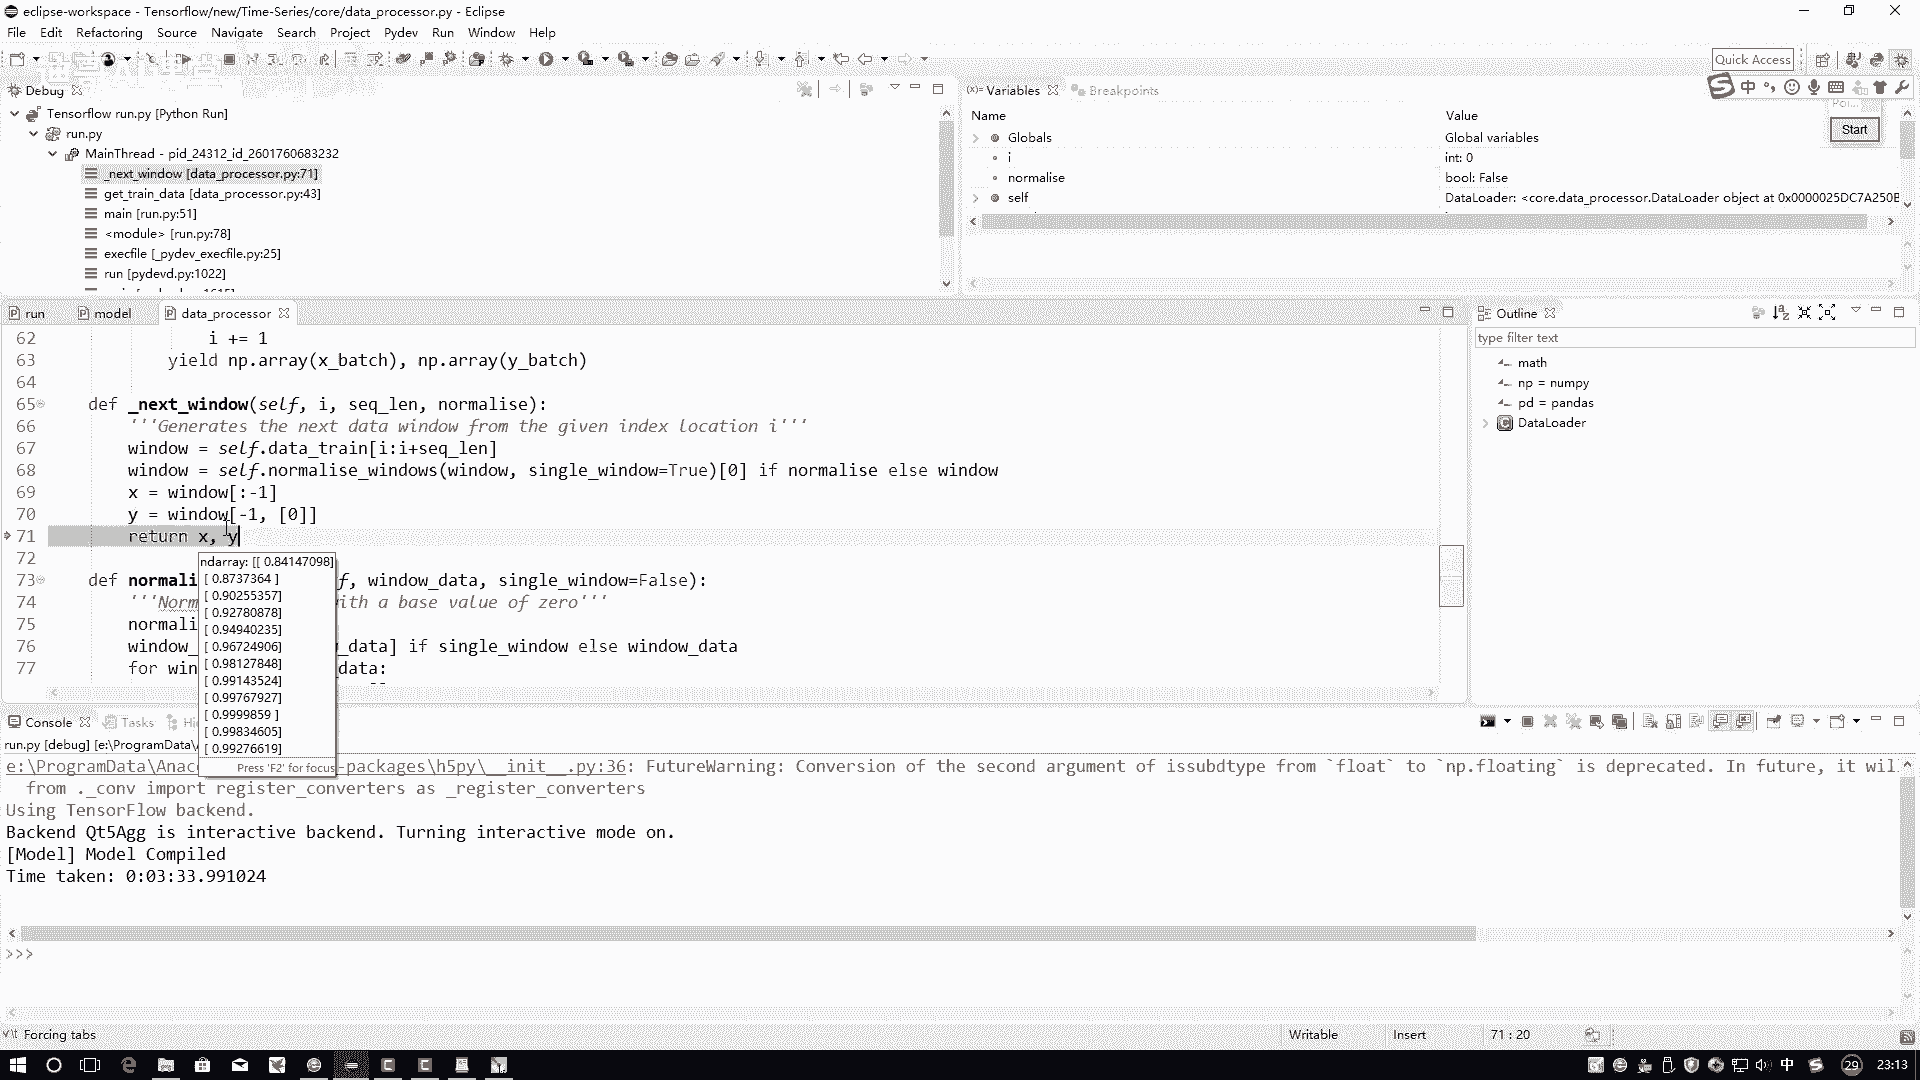 eclipse-workspace - Tensorflow/new/Time-Series/core/data_processor.py - Eclipse
File Edit Refactoring Source Navigate Search Project Pydev Run Window Help
Quick Access
Debug
Tensorflow run.py [Python Run]
run.py
MainThread - pid_24312_id_2601760683232
_next_window [data_processor.py:71]
get_train_data [data_processor.py:43]
main [run.py:51]
<module> [run.py:78]
execfile [_pydev_execfile.py:25]
run [pydevd.py:1022]
Variables Breakpoints
中
Name Value
Start
Globals Global variables
i int: 0
normalise bool: False
self DataLoader: <core.data_processor.DataLoader object at 0x0000025DC7A250B
run model data_processor
62 i += 1
63 yield np.array(x_batch), np.array(y_batch)
64
65 def _next_window(self, i, seq_len, normalise):
66 '''Generates the next data window from the given index location i'''
67 window = self.data_train[i:i+seq_len]
68 window = self.normalise_windows(window, single_window=True)[0] if normalise else window
69 x = window[:-1]
70 y = window[-1, [0]]
71 return x, y
72
73 def normali f, window_data, single_window=False):
74 '''Norm ith a base value of zero'''
75 normali
76 window_ _data] if single_window else window_data
77 for win data:
ndarray: [[ 0.84147098]
[ 0.8737364 ]
[ 0.90255357]
[ 0.92780878]
[ 0.94940235]
[ 0.96724906]
[ 0.98127848]
[ 0.99143524]
[ 0.99767927]
[ 0.9999859 ]
[ 0.99834605]
[ 0.99276619]
Press 'F2' for focus
Outline
type filter text
math
np = numpy
pd = pandas
DataLoader
Console Tasks Hi
run.py [debug] [e:\ProgramData\
e:\ProgramData\Anac -packages\h5py\__init__.py:36: FutureWarning: Conversion of the second argument of issubdtype from `float` to `np.floating` is deprecated. In future, it wil
from ._conv import register_converters as _register_converters
Using TensorFlow backend.
Backend Qt5Agg is interactive backend. Turning interactive mode on.
[Model] Model Compiled
Time taken: 0:03:33.991024
>>>
Forcing tabs Writable Insert 71 : 20
中 29 23:13